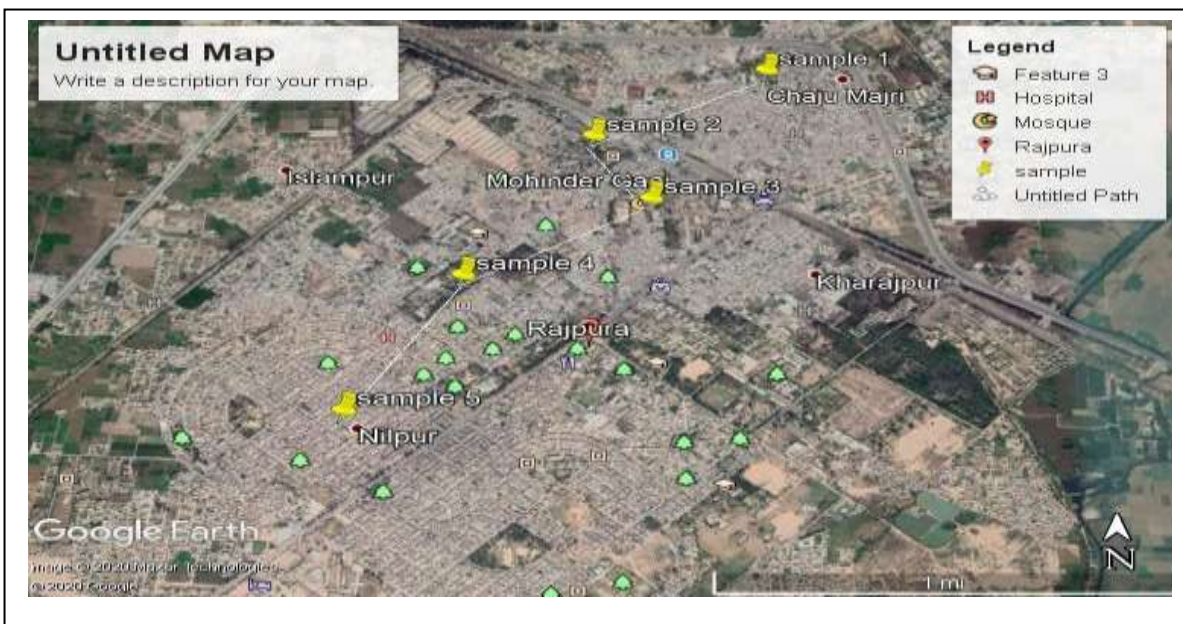 Untitled Map
Write a description for your map.
Legend
Feature 3
Hospital
Mosque
Rajpura
sample
Untitled Path
sample 1
Chaju Majri
sample 2
Islampur
Mohinder Ga
sample 3
sample 4
Kharajpur
Rajpura
sample 5
Nilpur
Google Earth
Image © 2020 Maxar Technologies
© 2020 Google
1 mi
N